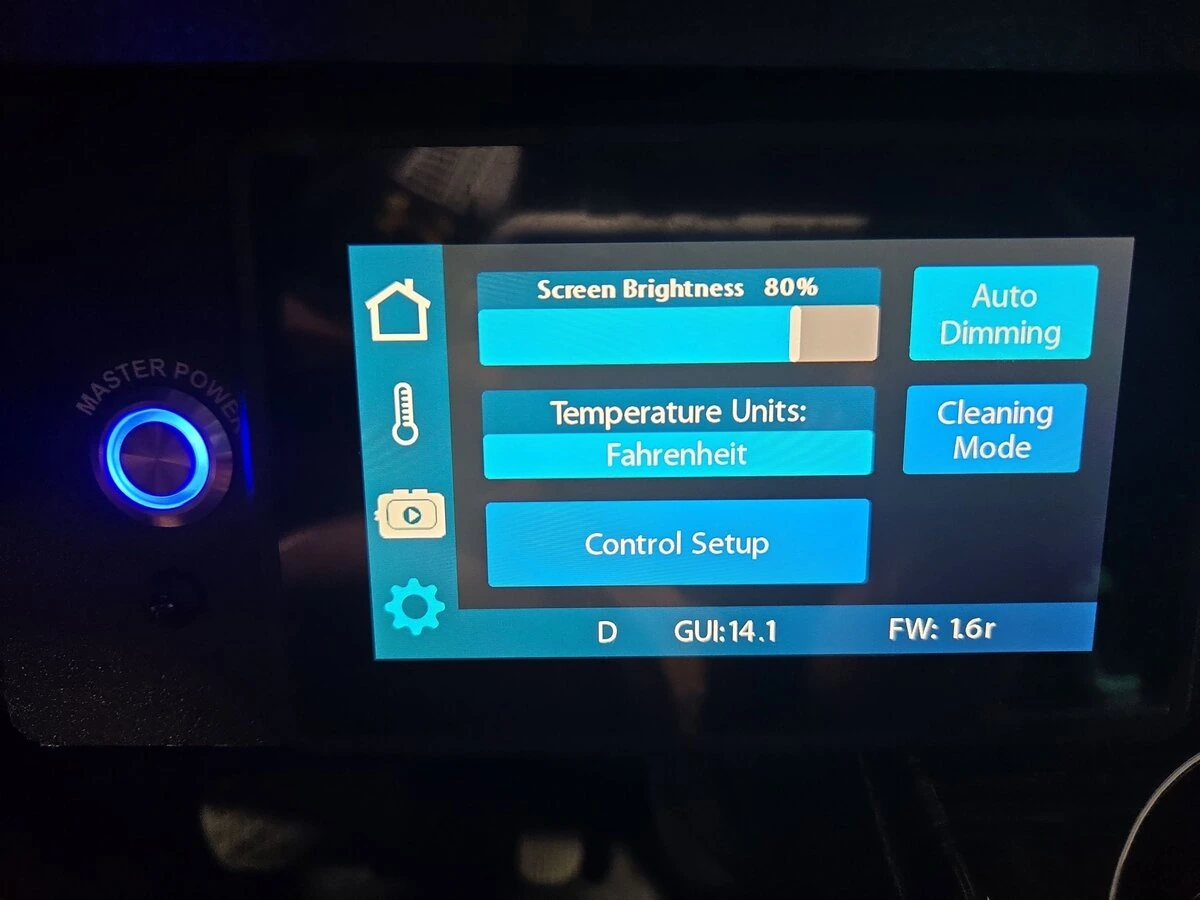 MASTER POWER
Screen Brightness 80%
Auto
Dimming
Temperature Units:
Fahrenheit
Cleaning
Mode
Control Setup
D GUI:14.1 FW: 1.6r